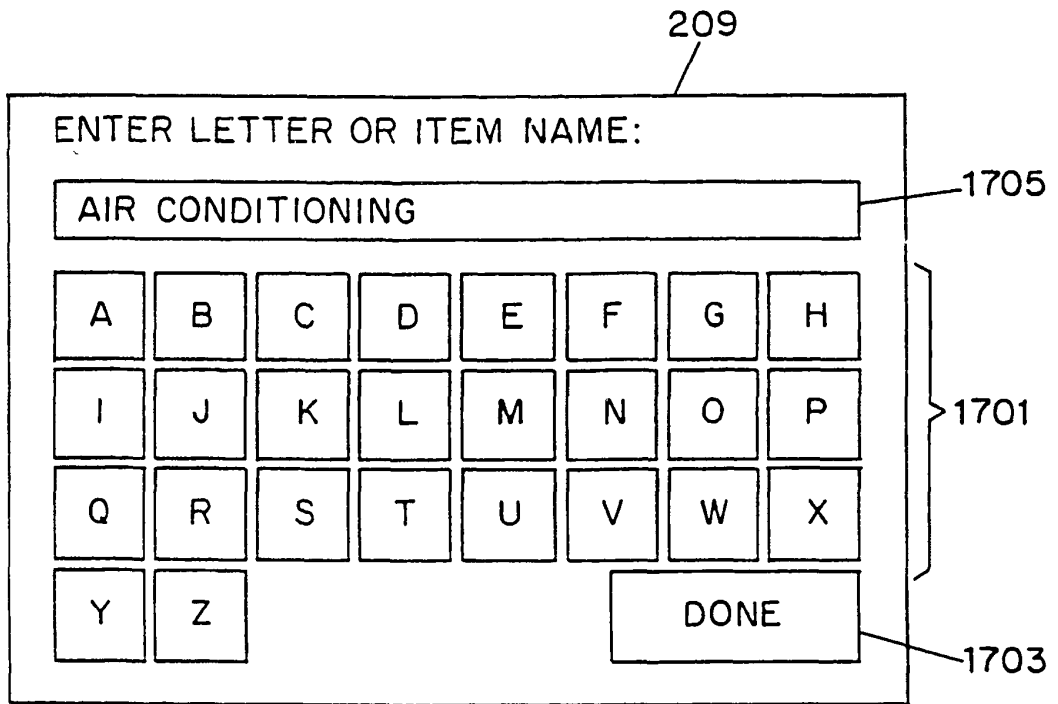 209
ENTER LETTER OR ITEM NAME:
1705
AIR CONDITIONING
A B C D E F G H
I J K L M N O P
1701
Q R S T U V W X
Y Z DONE
1703